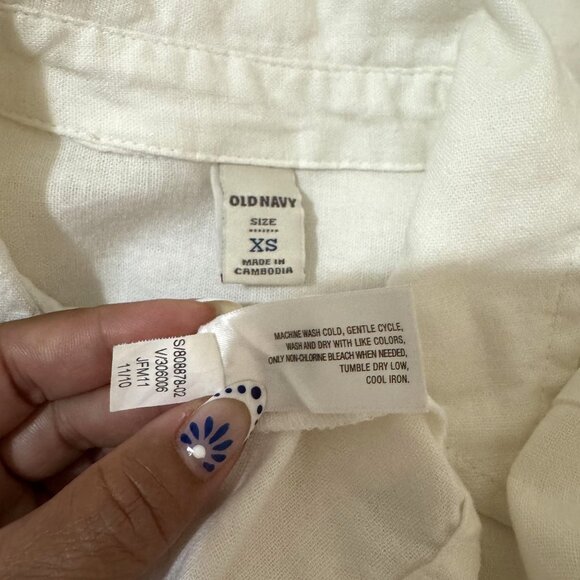 OLD NAVY
SIZE
XS
MADE IN
CAMBODIA
MACHINE WASH COLD, GENTLE CYCLE,
WASH AND DRY WITH LIKE COLORS,
ONLY NON-CHLORINE BLEACH WHEN NEEDED,
TUMBLE DRY LOW,
COOL IRON.
S/808878-02
V/306006
JFM11
11/10